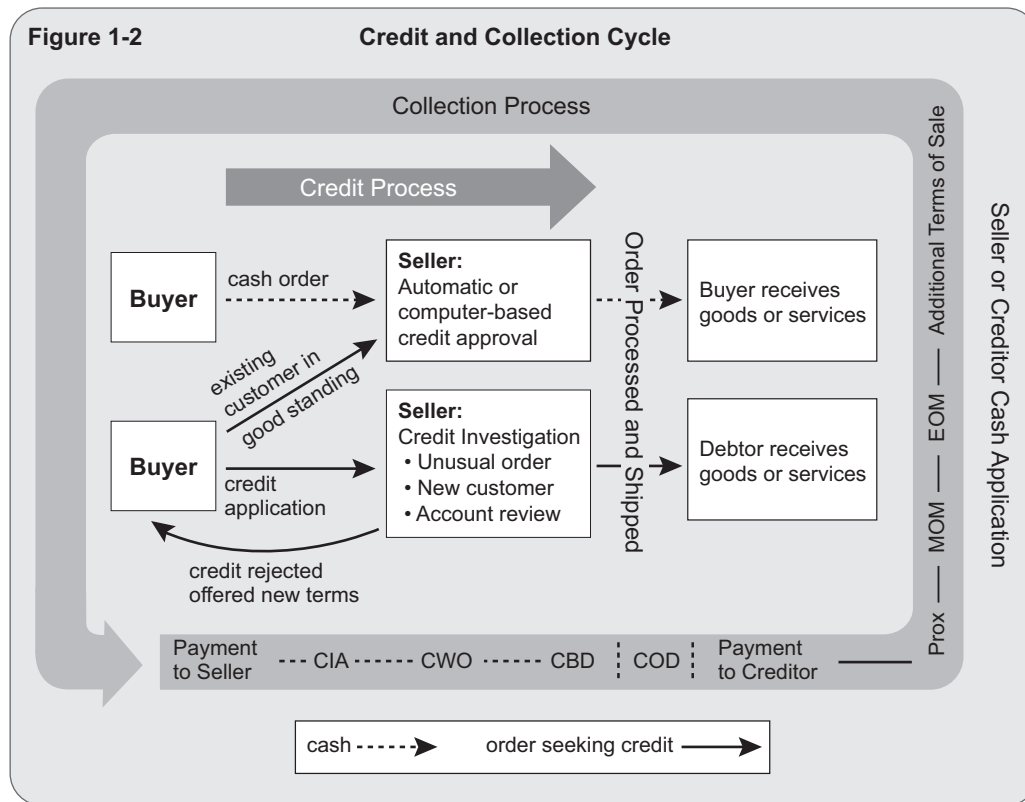 Figure 1-2
Credit and Collection Cycle
Collection Process
Credit Process
Buyer
cash order
Seller:
Automatic or
computer-based
credit approval
Order Processed and Shipped
Buyer receives
goods or services
existing
customer in
good standing
Buyer
credit
application
Seller:
Credit Investigation
• Unusual order
• New customer
• Account review
Debtor receives
goods or services
credit rejected
offered new terms
Payment
to Seller
CIA
CWO
CBD
COD
Payment
to Creditor
Prox — MOM — EOM — Additional Terms of Sale
Seller or Creditor Cash Application
cash
order seeking credit